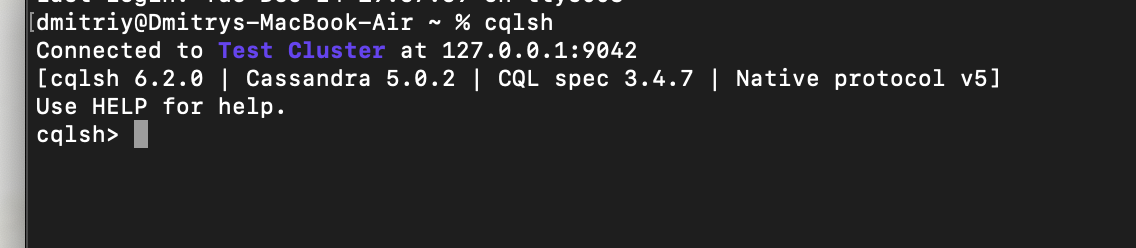 [dmitriy@Dmitrys-MacBook-Air ~ % cqlsh
Connected to Test Cluster at 127.0.0.1:9042
[cqlsh 6.2.0 | Cassandra 5.0.2 | CQL spec 3.4.7 | Native protocol v5]
Use HELP for help.
cqlsh>